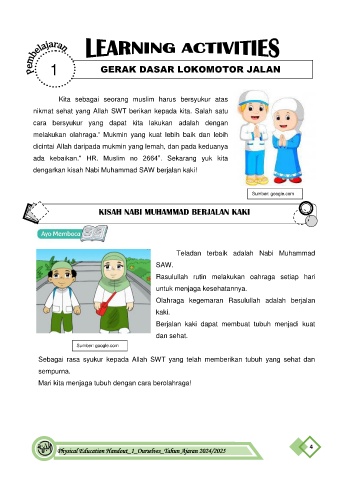 Pembelajaran
1
LEARNING ACTIVITIES
GERAK DASAR LOKOMOTOR JALAN
Kita sebagai seorang muslim harus bersyukur atas
nikmat sehat yang Allah SWT berikan kepada kita. Salah satu
cara bersyukur yang dapat kita lakukan adalah dengan
melakukan olahraga.” Mukmin yang kuat lebih baik dan lebih
dicintai Allah daripada mukmin yang lemah, dan pada keduanya
ada kebaikan.” HR. Muslim no 2664”. Sekarang yuk kita
dengarkan kisah Nabi Muhammad SAW berjalan kaki!
Sumber: google.com
KISAH NABI MUHAMMAD BERJALAN KAKI
Ayo Membaca
Teladan terbaik adalah Nabi Muhammad
SAW.
Rasulullah rutin melakukan oahraga setiap hari
untuk menjaga kesehatannya.
Olahraga kegemaran Rasulullah adalah berjalan
kaki.
Berjalan kaki dapat membuat tubuh menjadi kuat
dan sehat.
Sumber: google.com
Sebagai rasa syukur kepada Allah SWT yang telah memberikan tubuh yang sehat dan
sempurna.
Mari kita menjaga tubuh dengan cara berolahraga!
Physical Education Handout_1_Ourselves_Tahun Ajaran 2024/2025
4